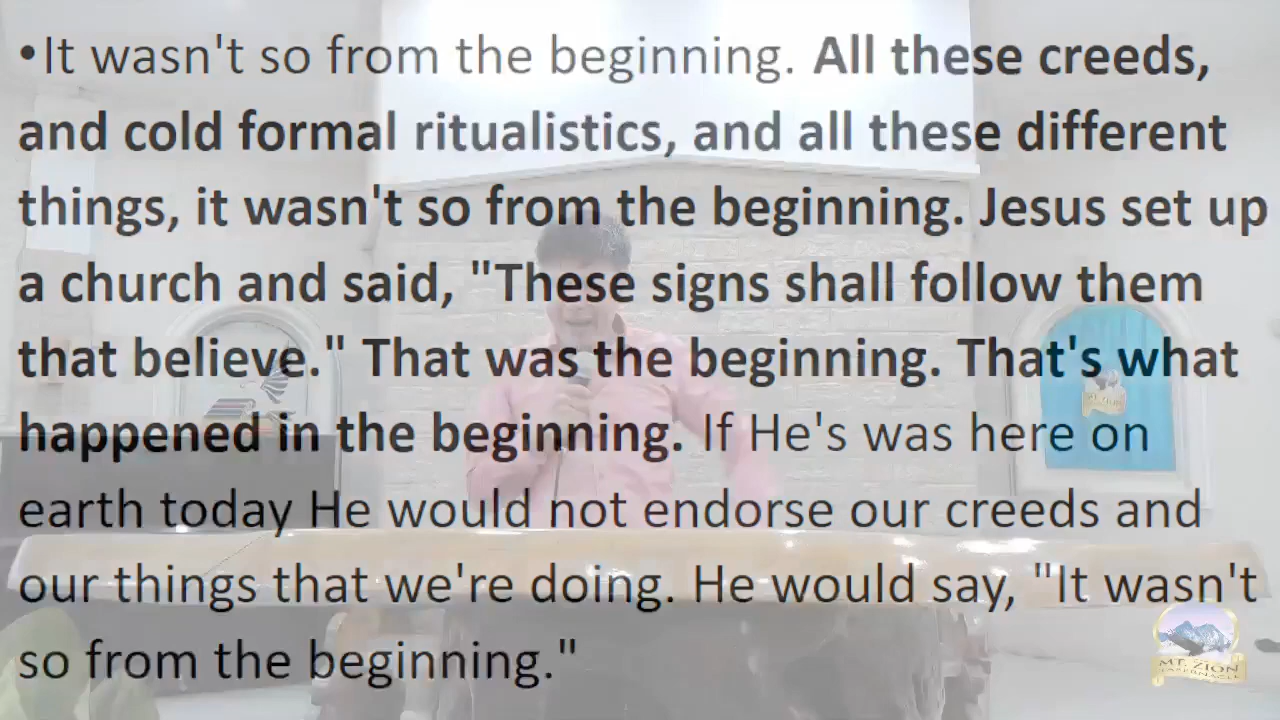 •It wasn't so from the beginning. All these creeds,
and cold formal ritualistics, and all these different
things, it wasn't so from the beginning. Jesus set up
a church and said, "These signs shall follow them
that believe." That was the beginning. That's what
happened in the beginning. If He's was here on
earth today He would not endorse our creeds and
our things that we're doing. He would say, "It wasn't
so from the beginning."
MT. ZION
TABERNACLE